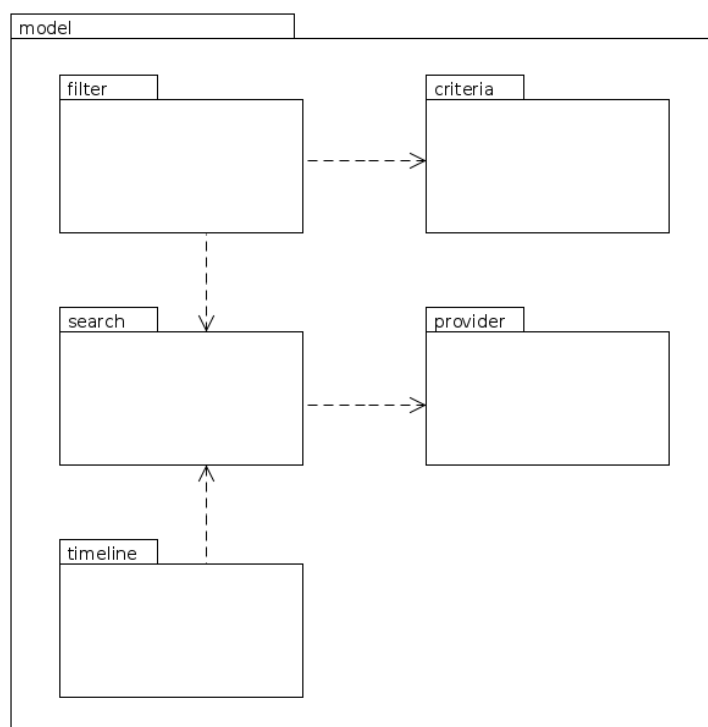 model
filter
criteria
search
provider
timeline